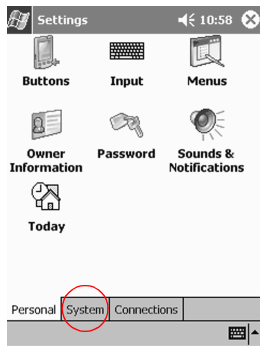 Settings 10:58
Buttons Input Menus
Owner Information Password Sounds & Notifications
Today
Personal System Connections